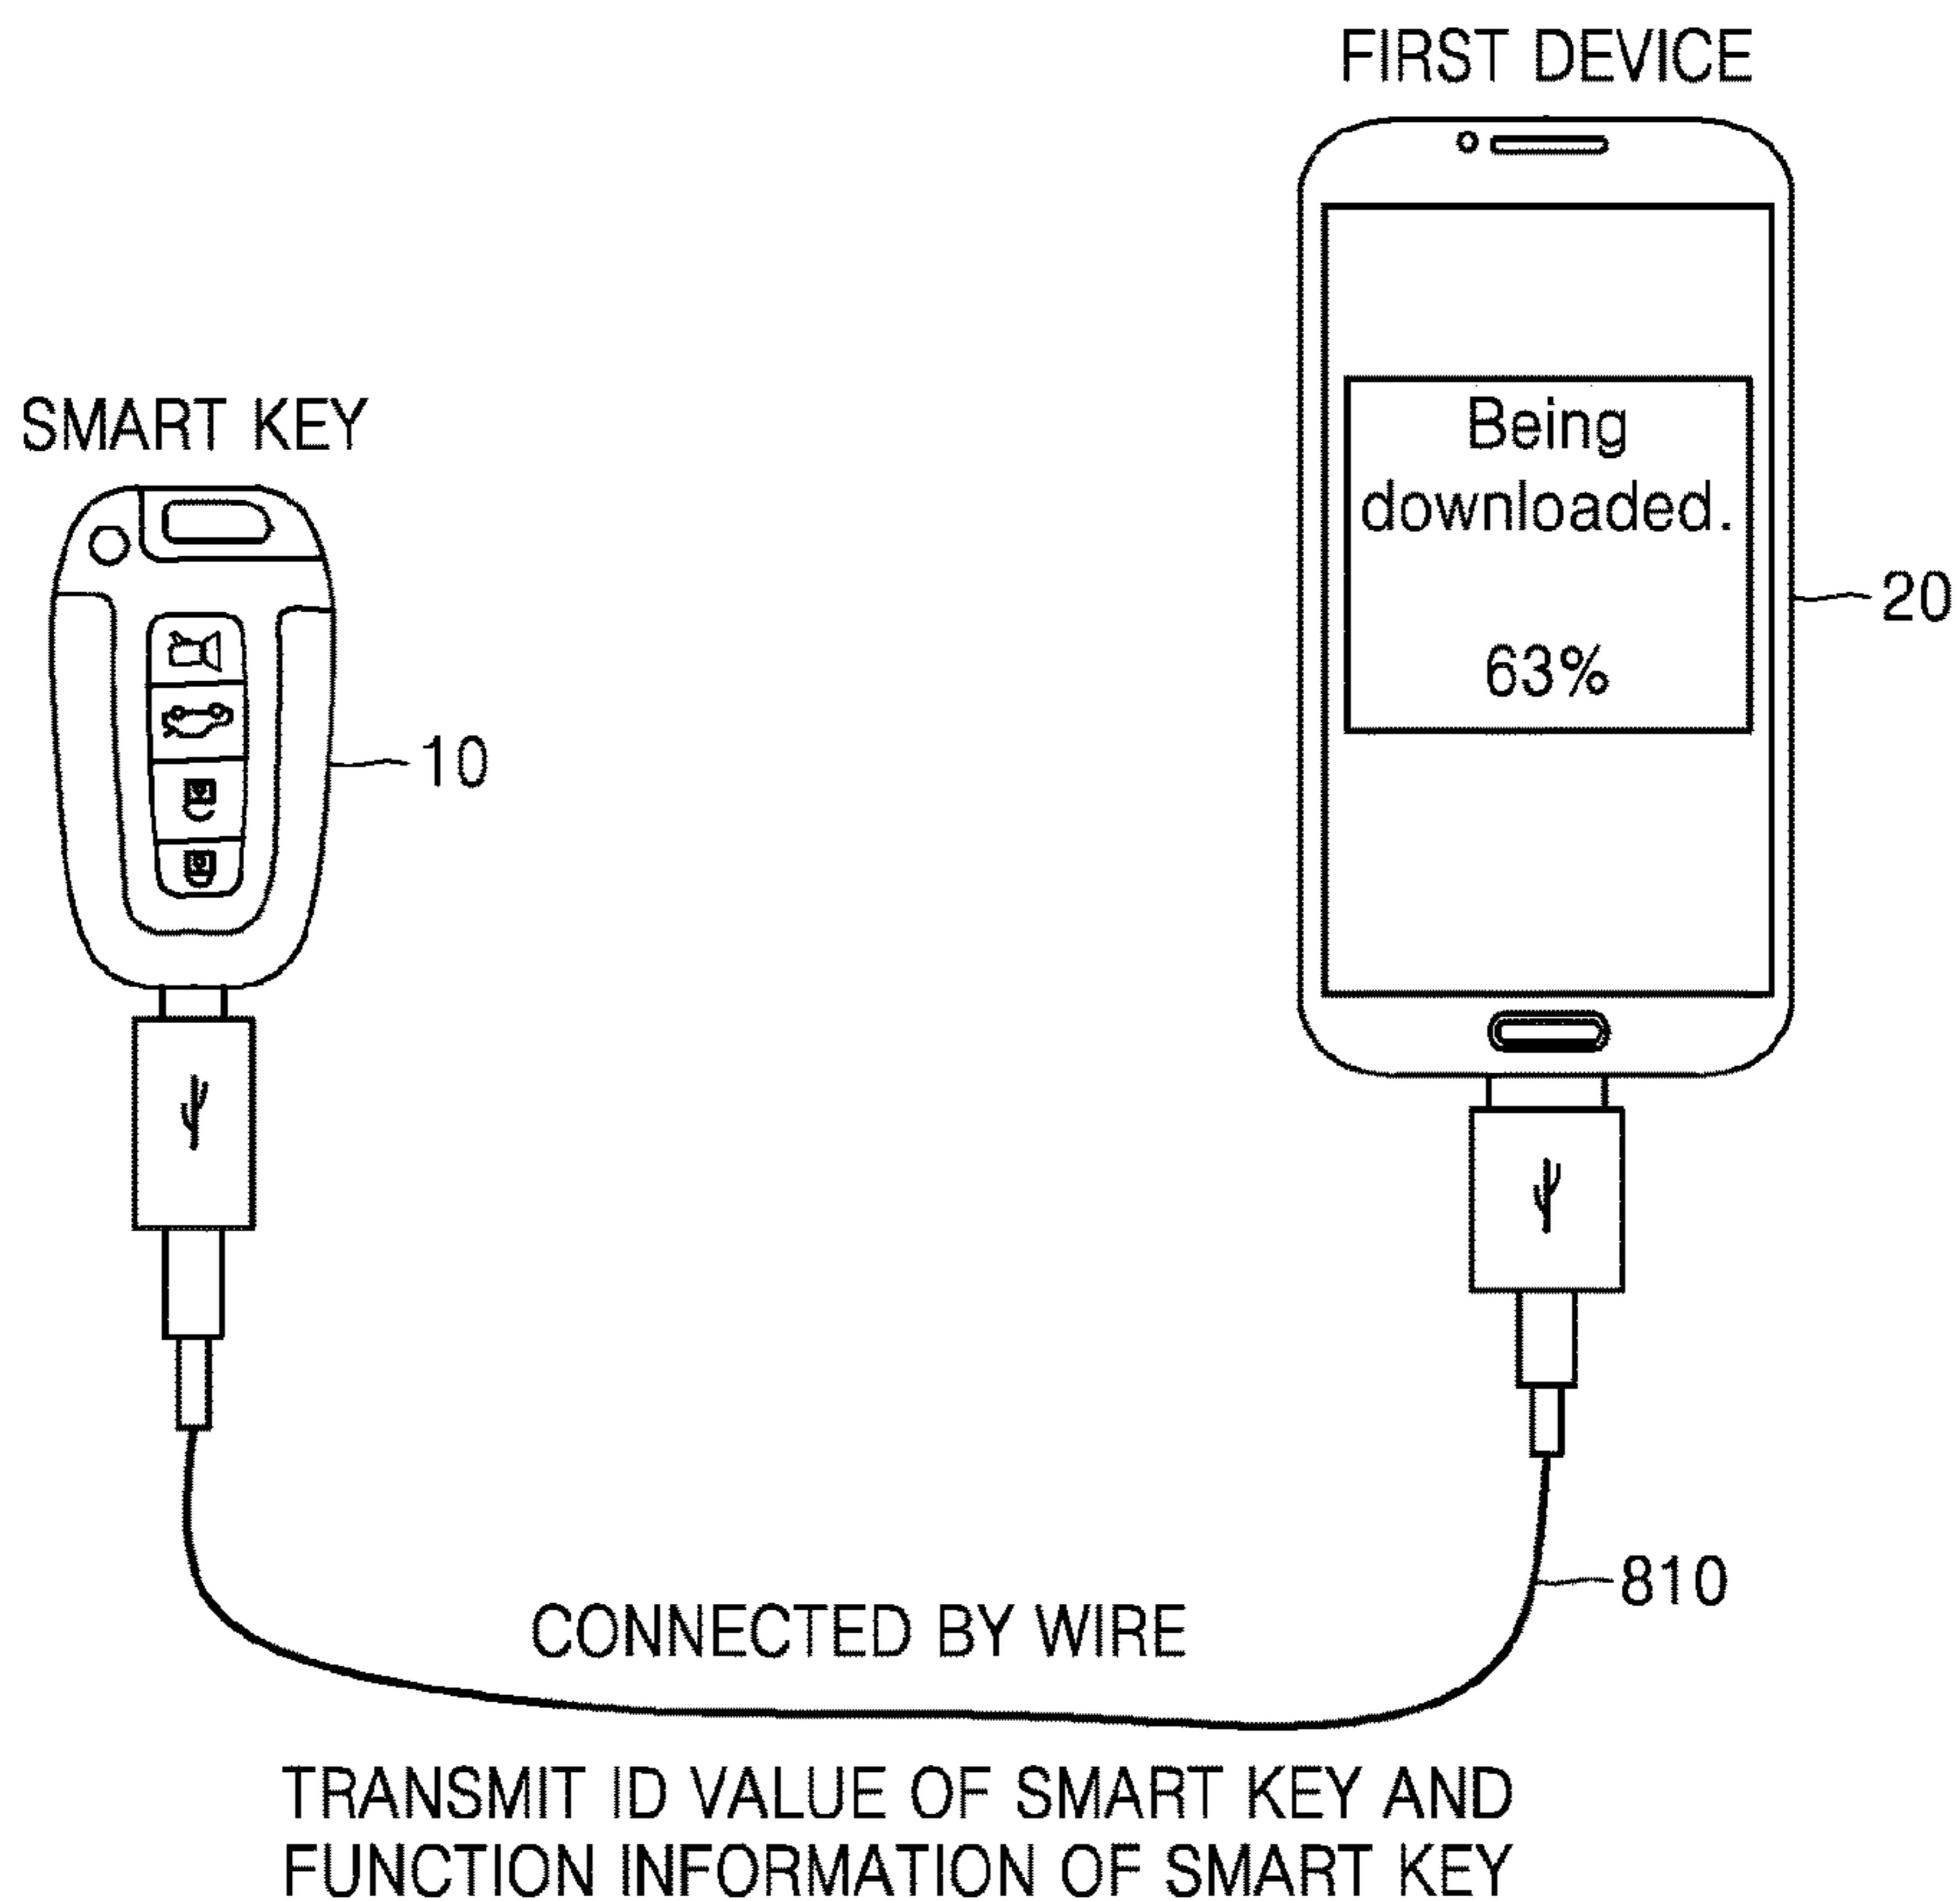 FIRST DEVICE
SMART KEY
Being
downloaded.
63%
20
10
810
CONNECTED BY WIRE
TRANSMIT ID VALUE OF SMART KEY AND
FUNCTION INFORMATION OF SMART KEY